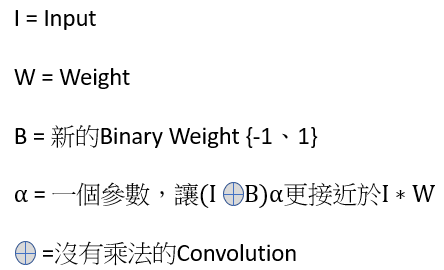 I = Input
W = Weight
B = 新的Binary Weight {-1、1}
α = 一個參數，讓(I ⊕B)α更接近於I ∗ W
⊕ =沒有乘法的Convolution